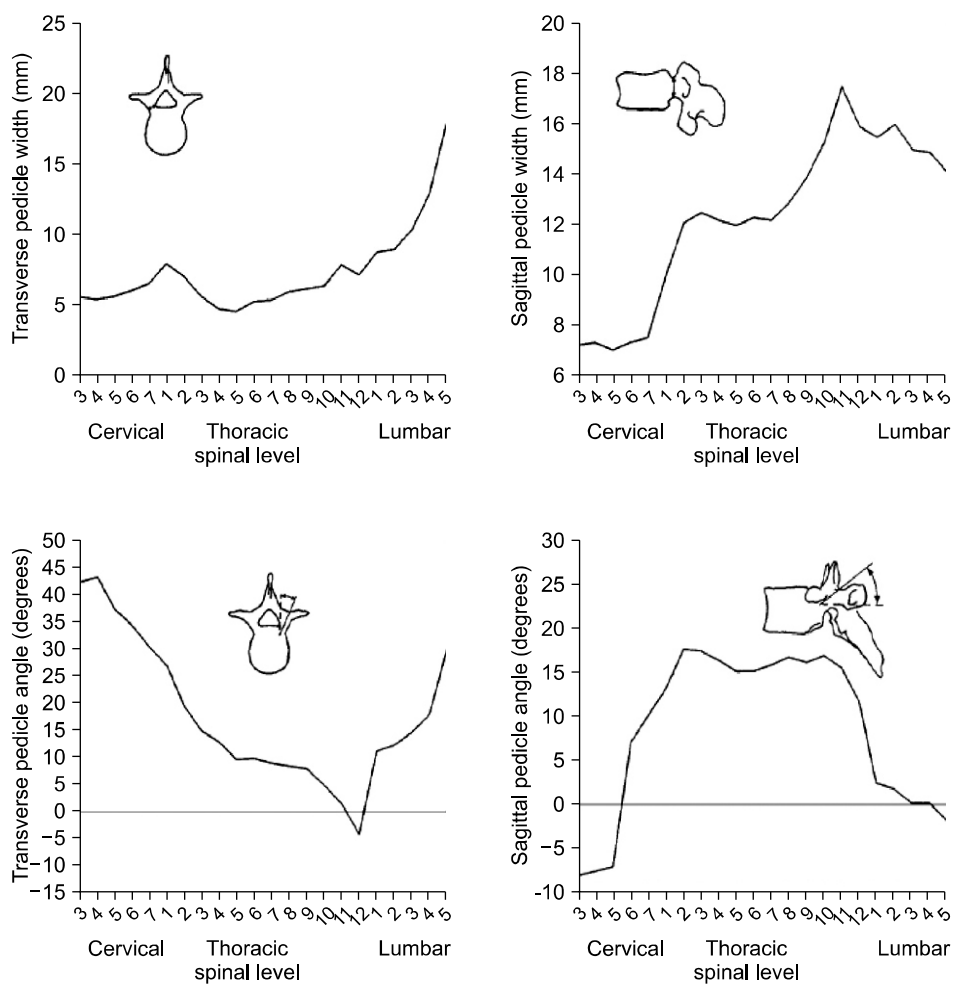 Transverse pedicle width (mm)
25
20
15
10
5
0
3 4 5 6 7 1 2 3 4 5 6 7 8 9 10 11 12 1 2 3 4 5
Cervical Thoracic Lumbar
spinal level
Sagittal pedicle width (mm)
20
18
16
14
12
10
8
6
3 4 5 6 7 1 2 3 4 5 6 7 8 9 10 11 12 1 2 3 4 5
Cervical Thoracic Lumbar
spinal level
Transverse pedicle angle (degrees)
50
45
40
35
30
25
20
15
10
5
0
−5
−10
−15
3 4 5 6 7 1 2 3 4 5 6 7 8 9 10 11 12 1 2 3 4 5
Cervical Thoracic Lumbar
spinal level
Sagittal pedicle angle (degrees)
30
25
20
15
10
5
0
−5
-10
3 4 5 6 7 1 2 3 4 5 6 7 8 9 10 11 12 1 2 3 4 5
Cervical Thoracic Lumbar
spinal level